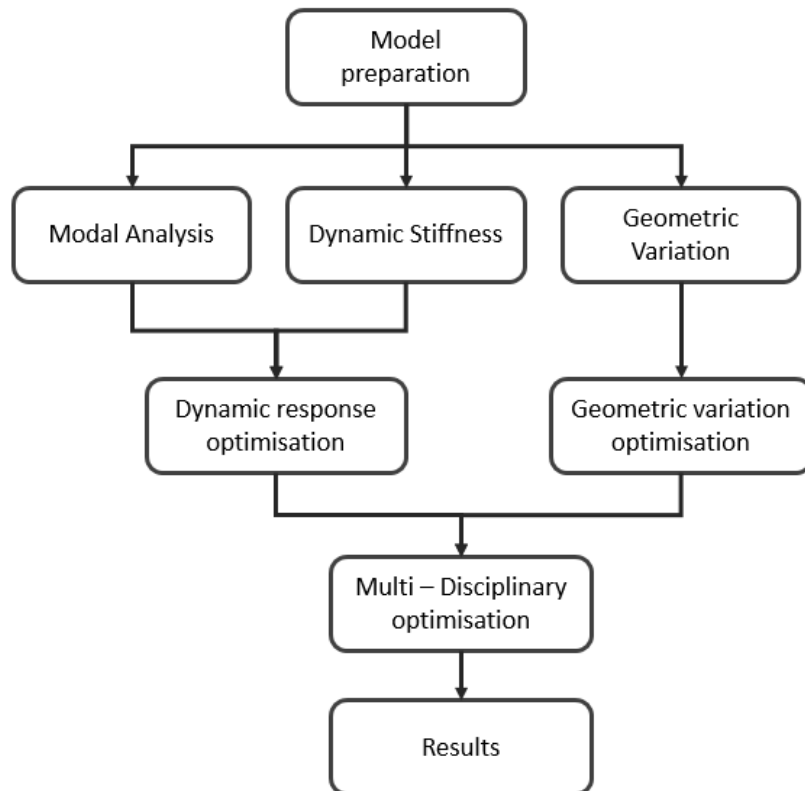 Model
preparation
Modal Analysis
Dynamic Stiffness
Geometric
Variation
Dynamic response
optimisation
Geometric variation
optimisation
Multi – Disciplinary
optimisation
Results